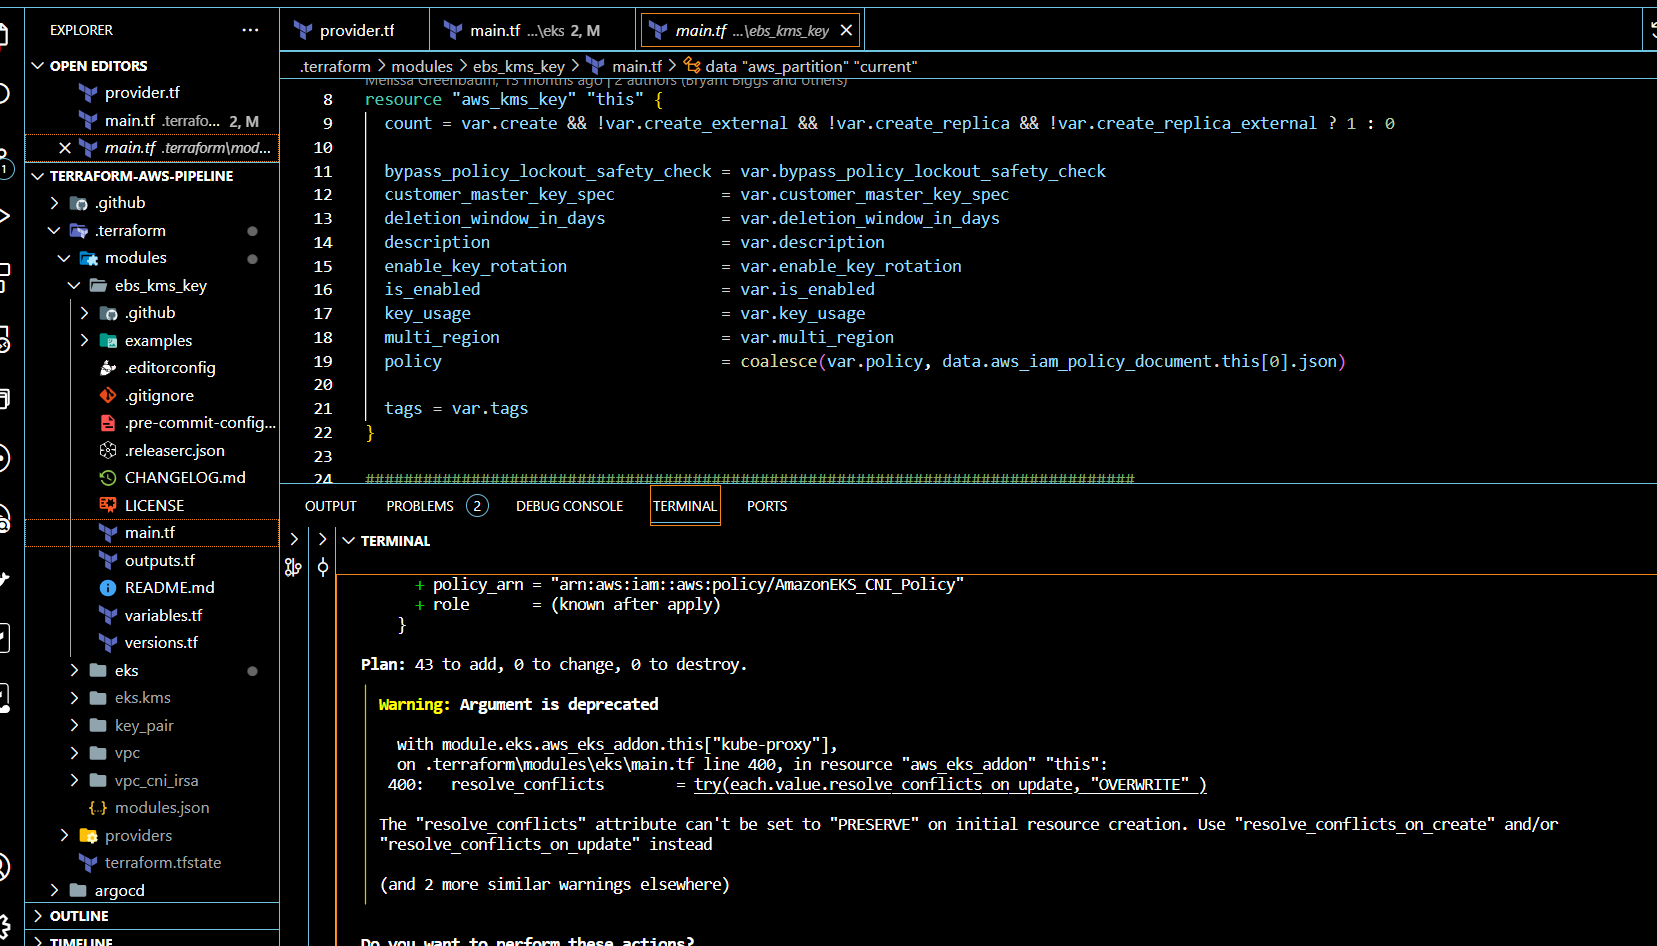 EXPLORER
...
OPEN EDITORS
provider.tf
main.tf .terrafo... 2, M
main.tf .terraform\mod...
TERRAFORM-AWS-PIPELINE
.github
.terraform
modules
ebs_kms_key
.github
examples
.editorconfig
.gitignore
.pre-commit-config...
.releaserc.json
CHANGELOG.md
LICENSE
main.tf
outputs.tf
README.md
variables.tf
versions.tf
eks
eks.kms
key_pair
vpc
vpc_cni_irsa
modules.json
providers
terraform.tfstate
argocd
OUTLINE
TIMELINE
1
provider.tf
main.tf ...\eks 2, M
main.tf ...\ebs_kms_key
.terraform > modules > ebs_kms_key > main.tf > data "aws_partition" "current"
Melissa Greenbaum, 13 months ago | 2 authors (Bryant Biggs and others)
8 resource "aws_kms_key" "this" {
9 count = var.create && !var.create_external && !var.create_replica && !var.create_replica_external ? 1 : 0
10
11 bypass_policy_lockout_safety_check = var.bypass_policy_lockout_safety_check
12 customer_master_key_spec = var.customer_master_key_spec
13 deletion_window_in_days = var.deletion_window_in_days
14 description = var.description
15 enable_key_rotation = var.enable_key_rotation
16 is_enabled = var.is_enabled
17 key_usage = var.key_usage
18 multi_region = var.multi_region
19 policy = coalesce(var.policy, data.aws_iam_policy_document.this[0].json)
20
21 tags = var.tags
22 }
23
24 ################################################################################
OUTPUT PROBLEMS 2 DEBUG CONSOLE TERMINAL PORTS
TERMINAL
+ policy_arn = "arn:aws:iam::aws:policy/AmazonEKS_CNI_Policy"
+ role = (known after apply)
}
Plan: 43 to add, 0 to change, 0 to destroy.
Warning: Argument is deprecated
with module.eks.aws_eks_addon.this["kube-proxy"],
on .terraform\modules\eks\main.tf line 400, in resource "aws_eks_addon" "this":
400: resolve_conflicts = try(each.value.resolve_conflicts_on_update, "OVERWRITE" )
The "resolve_conflicts" attribute can't be set to "PRESERVE" on initial resource creation. Use "resolve_conflicts_on_create" and/or
"resolve_conflicts_on_update" instead
(and 2 more similar warnings elsewhere)
Do you want to perform these actions?